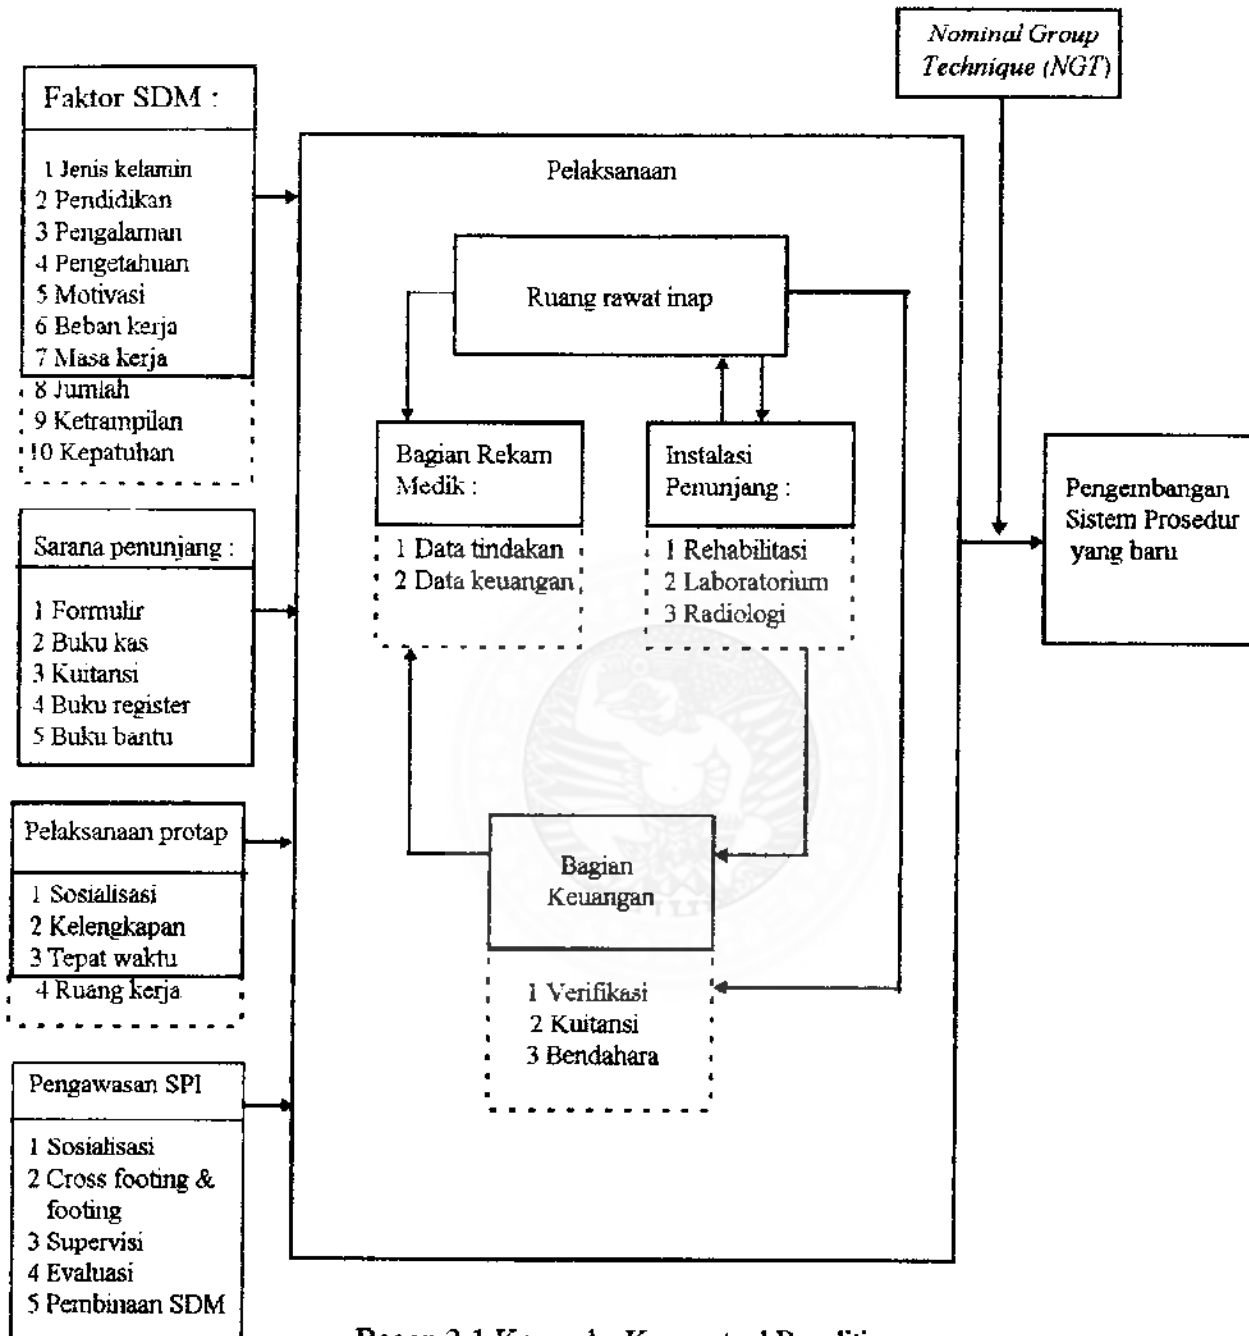 Nominal Group
Technique (NGT)
Faktor SDM :
1 Jenis kelamin
2 Pendidikan
3 Pengalaman
4 Pengetahuan
5 Motivasi
6 Beban kerja
7 Masa kerja
8 Jumlah
9 Ketrampilan
10 Kepatuhan
Sarana penunjang :
1 Formulir
2 Buku kas
3 Kuitansi
4 Buku register
5 Buku bantu
Pelaksanaan protap
1 Sosialisasi
2 Kelengkapan
3 Tepat waktu
4 Ruang kerja
Pengawasan SPI
1 Sosialisasi
2 Cross footing &
footing
3 Supervisi
4 Evaluasi
5 Pembinaan SDM
Pelaksanaan
Ruang rawat inap
Bagian Rekam
Medik :
1 Data tindakan
2 Data keuangan
Instalasi
Penunjang :
1 Rehabilitasi
2 Laboratorium
3 Radiologi
Bagian
Keuangan
1 Verifikasi
2 Kuitansi
3 Bendahara
Pengembangan
Sistem Prosedur
yang baru